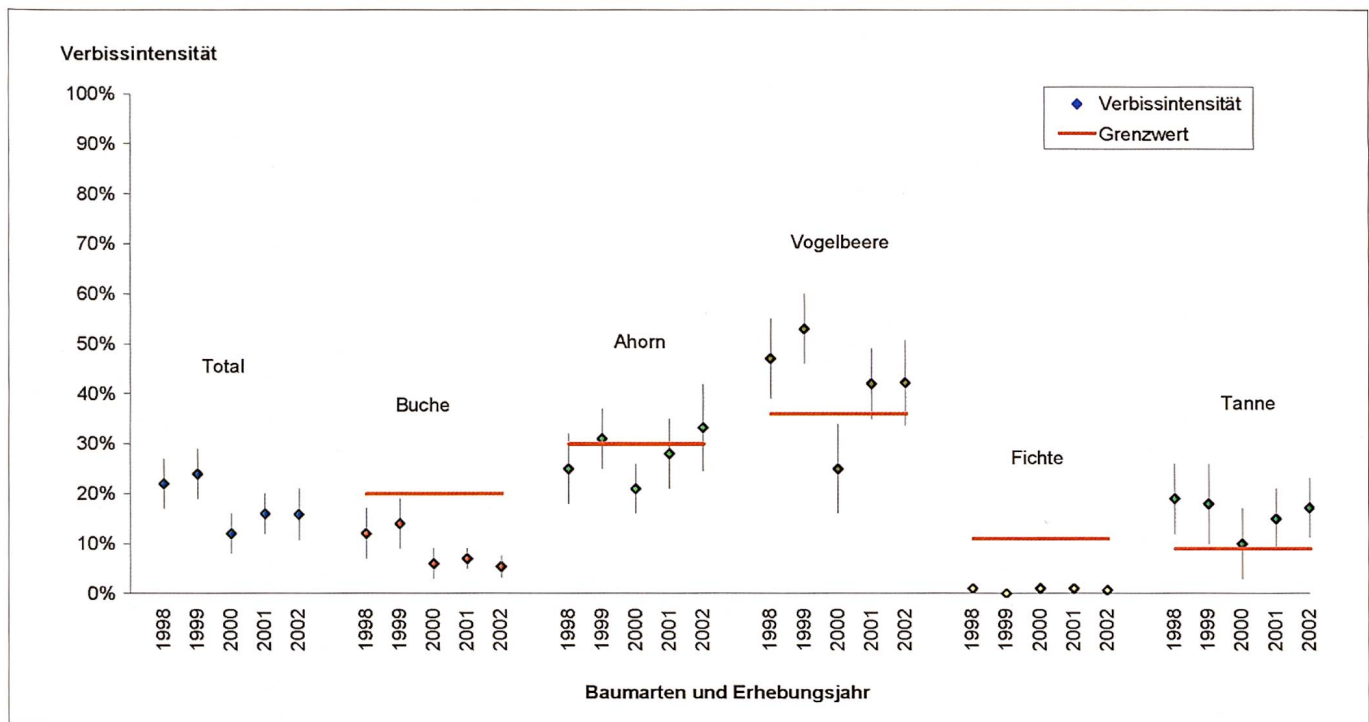 Verbissintensität
100%
90%
80%
70%
60%
50%
40%
30%
20%
10%
0%
Verbissintensität
Grenzwert
Total
Buche
Ahorn
Vogelbeere
Fichte
Tanne
1998 1999 2000 2001 2002
1998 1999 2000 2001 2002
1998 1999 2000 2001 2002
1998 1999 2000 2001 2002
1998 1999 2000 2001 2002
1998 1999 2000 2001 2002
Baumarten und Erhebungsjahr